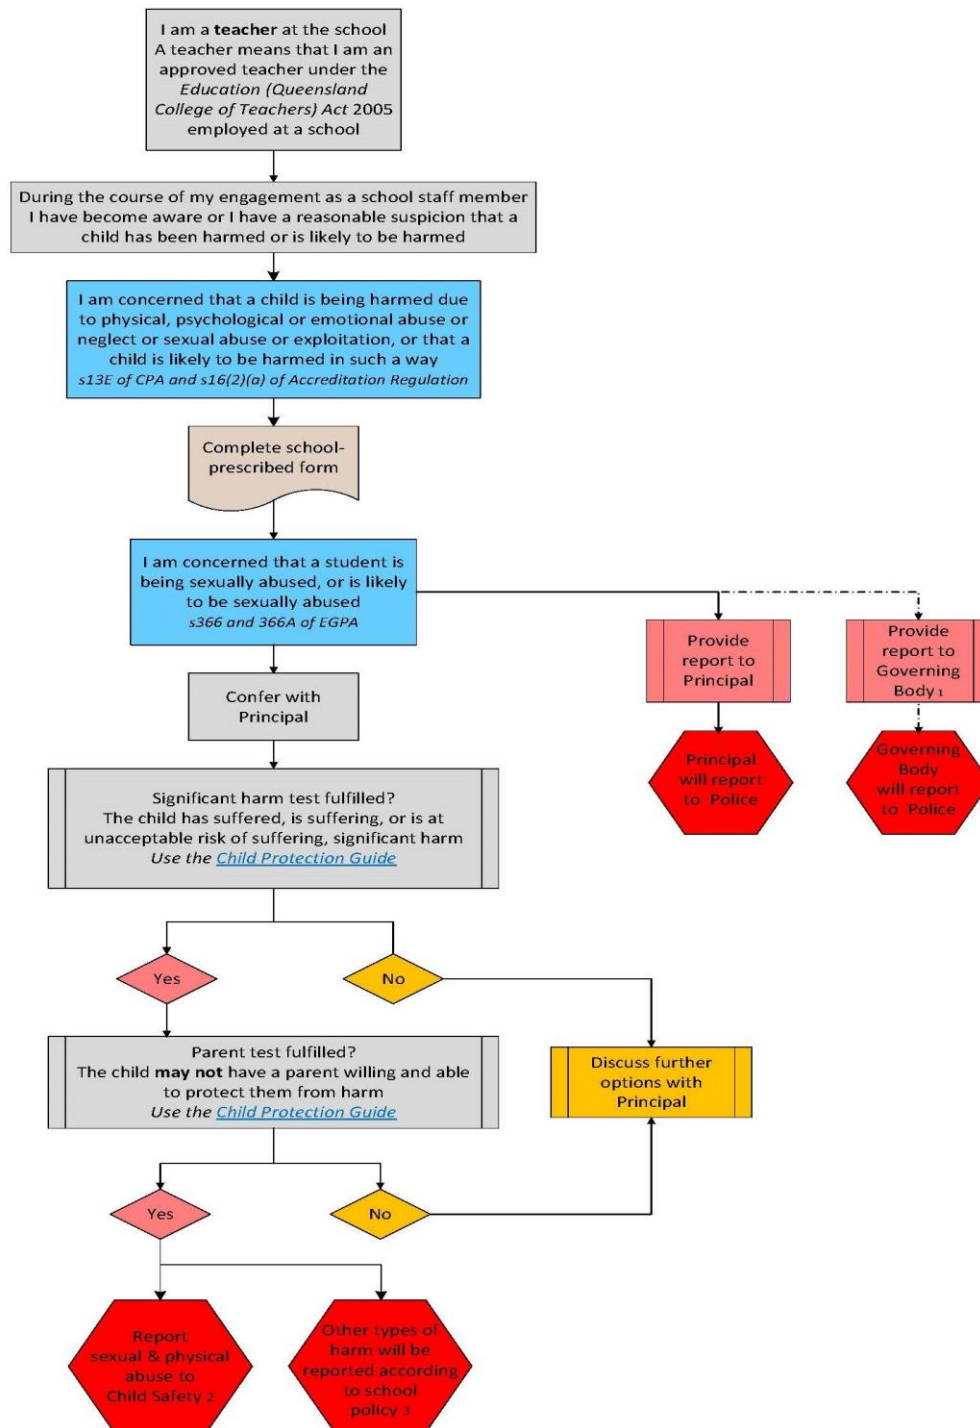 I am a teacher at the school
A teacher means that I am an
approved teacher under the
Education (Queensland
College of Teachers) Act 2005
employed at a school
During the course of my engagement as a school staff member
I have become aware or I have a reasonable suspicion that a
child has been harmed or is likely to be harmed
I am concerned that a child is being harmed due
to physical, psychological or emotional abuse or
neglect or sexual abuse or exploitation, or that a
child is likely to be harmed in such a way
s13E of CPA and s16(2)(a) of Accreditation Regulation
Complete school-
prescribed form
I am concerned that a student is
being sexually abused, or is likely
to be sexually abused
s366 and 366A of EGPA
Provide
report to
Principal
Provide
report to
Governing
Body 1
Confer with
Principal
Principal
will report
to Police
Governing
Body
will report
to Police
Significant harm test fulfilled?
The child has suffered, is suffering, or is at
unacceptable risk of suffering, significant harm
Use the Child Protection Guide
Yes
No
Parent test fulfilled?
The child may not have a parent willing and able
to protect them from harm
Use the Child Protection Guide
Discuss further
options with
Principal
Yes
No
Report
sexual & physical
abuse to
Child Safety 2
Other types of
harm will be
reported according
to school
policy 3